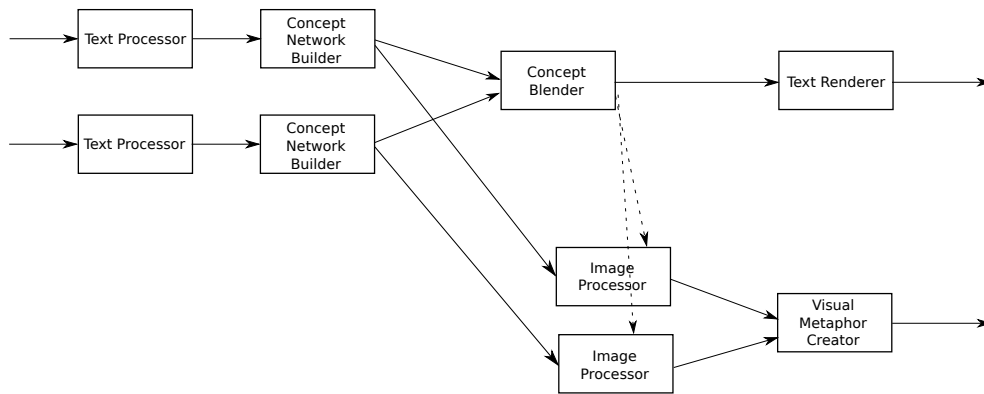 Text Processor
Concept
Network
Builder
Concept
Blender
Text Renderer
Text Processor
Concept
Network
Builder
Image
Processor
Visual
Metaphor
Creator
Image
Processor